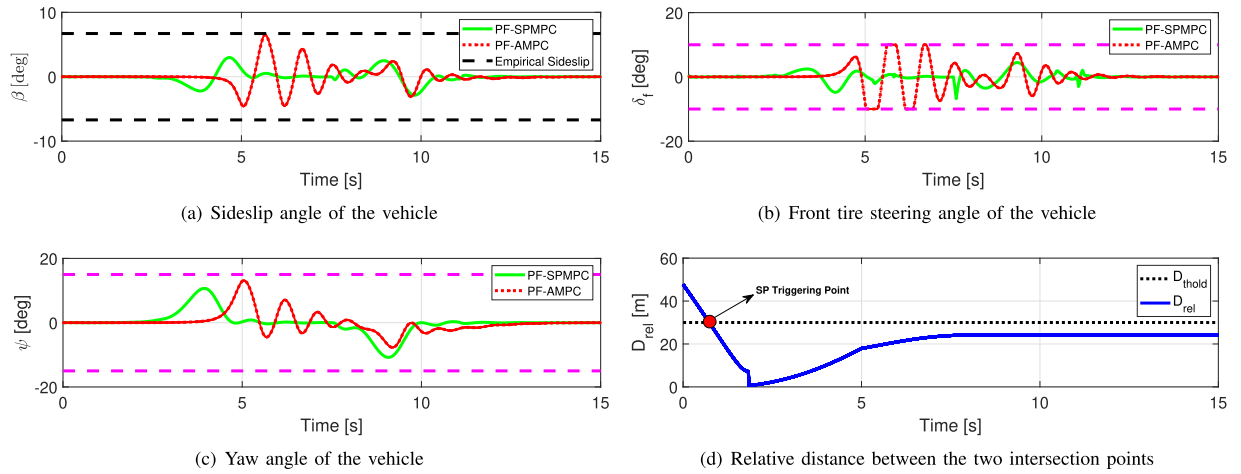 10
0
-10
β [deg]
PF-SPMPC
PF-AMPC
Empirical Sideslip
0 5 10 15
Time [s]
(a) Sideslip angle of the vehicle
20
0
-20
δf [deg]
PF-SPMPC
PF-AMPC
0 5 10 15
Time [s]
(b) Front tire steering angle of the vehicle
20
0
-20
ψ [deg]
PF-SPMPC
PF-AMPC
0 5 10 15
Time [s]
(c) Yaw angle of the vehicle
60
40
20
0
Drel [m]
SP Triggering Point
Dthold
Drel
0 5 10 15
Time [s]
(d) Relative distance between the two intersection points